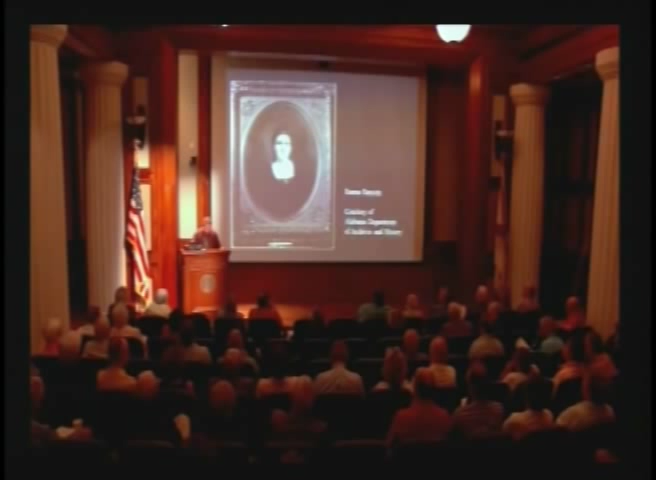 Courtesy of
Alabama Department
of Archives and History